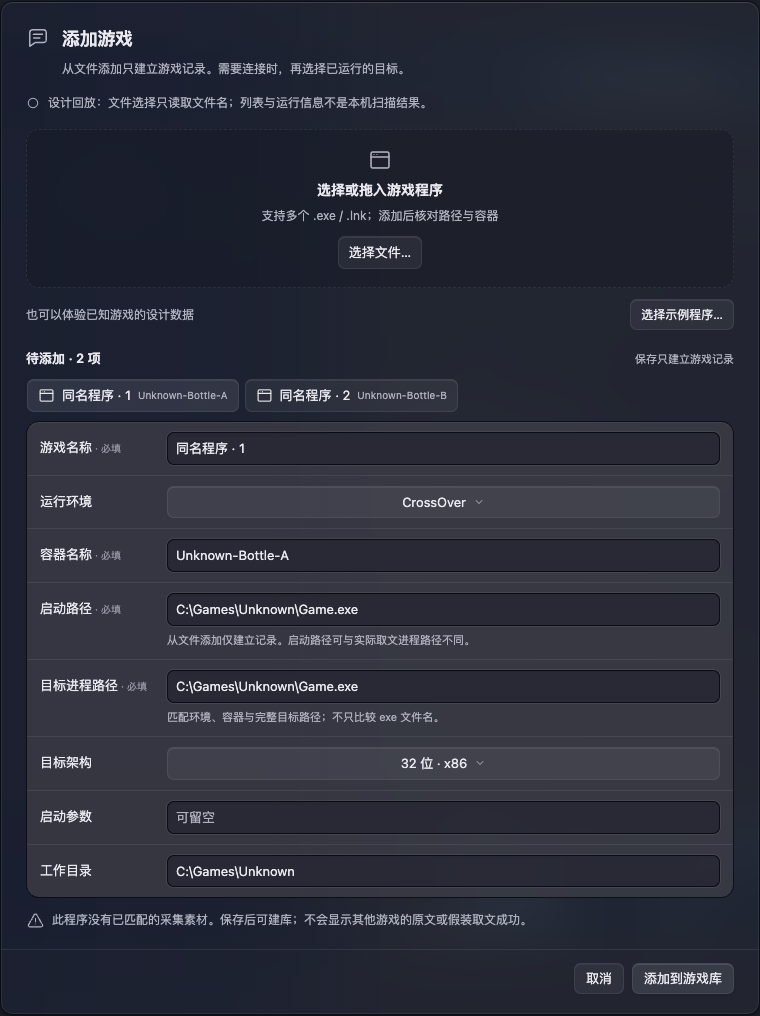 添加游戏
从文件添加只建立游戏记录。需要连接时，再选择已运行的目标。
设计回放：文件选择只读取文件名；列表与运行信息不是本机扫描结果。
选择或拖入游戏程序
支持多个 .exe / .lnk；添加后核对路径与容器
选择文件...
也可以体验已知游戏的设计数据
选择示例程序...
待添加 · 2 项
保存只建立游戏记录
同名程序 · 1 Unknown-Bottle-A
同名程序 · 2 Unknown-Bottle-B
游戏名称 · 必填
同名程序 · 1
运行环境
CrossOver
容器名称 · 必填
Unknown-Bottle-A
启动路径 · 必填
C:\Games\Unknown\Game.exe
从文件添加仅建立记录。启动路径可与实际取文进程路径不同。
目标进程路径 · 必填
C:\Games\Unknown\Game.exe
匹配环境、容器与完整目标路径；不只比较 exe 文件名。
目标架构
32 位 · x86
启动参数
可留空
工作目录
C:\Games\Unknown
此程序没有已匹配的采集素材。保存后可建库；不会显示其他游戏的原文或假装取文成功。
取消
添加到游戏库